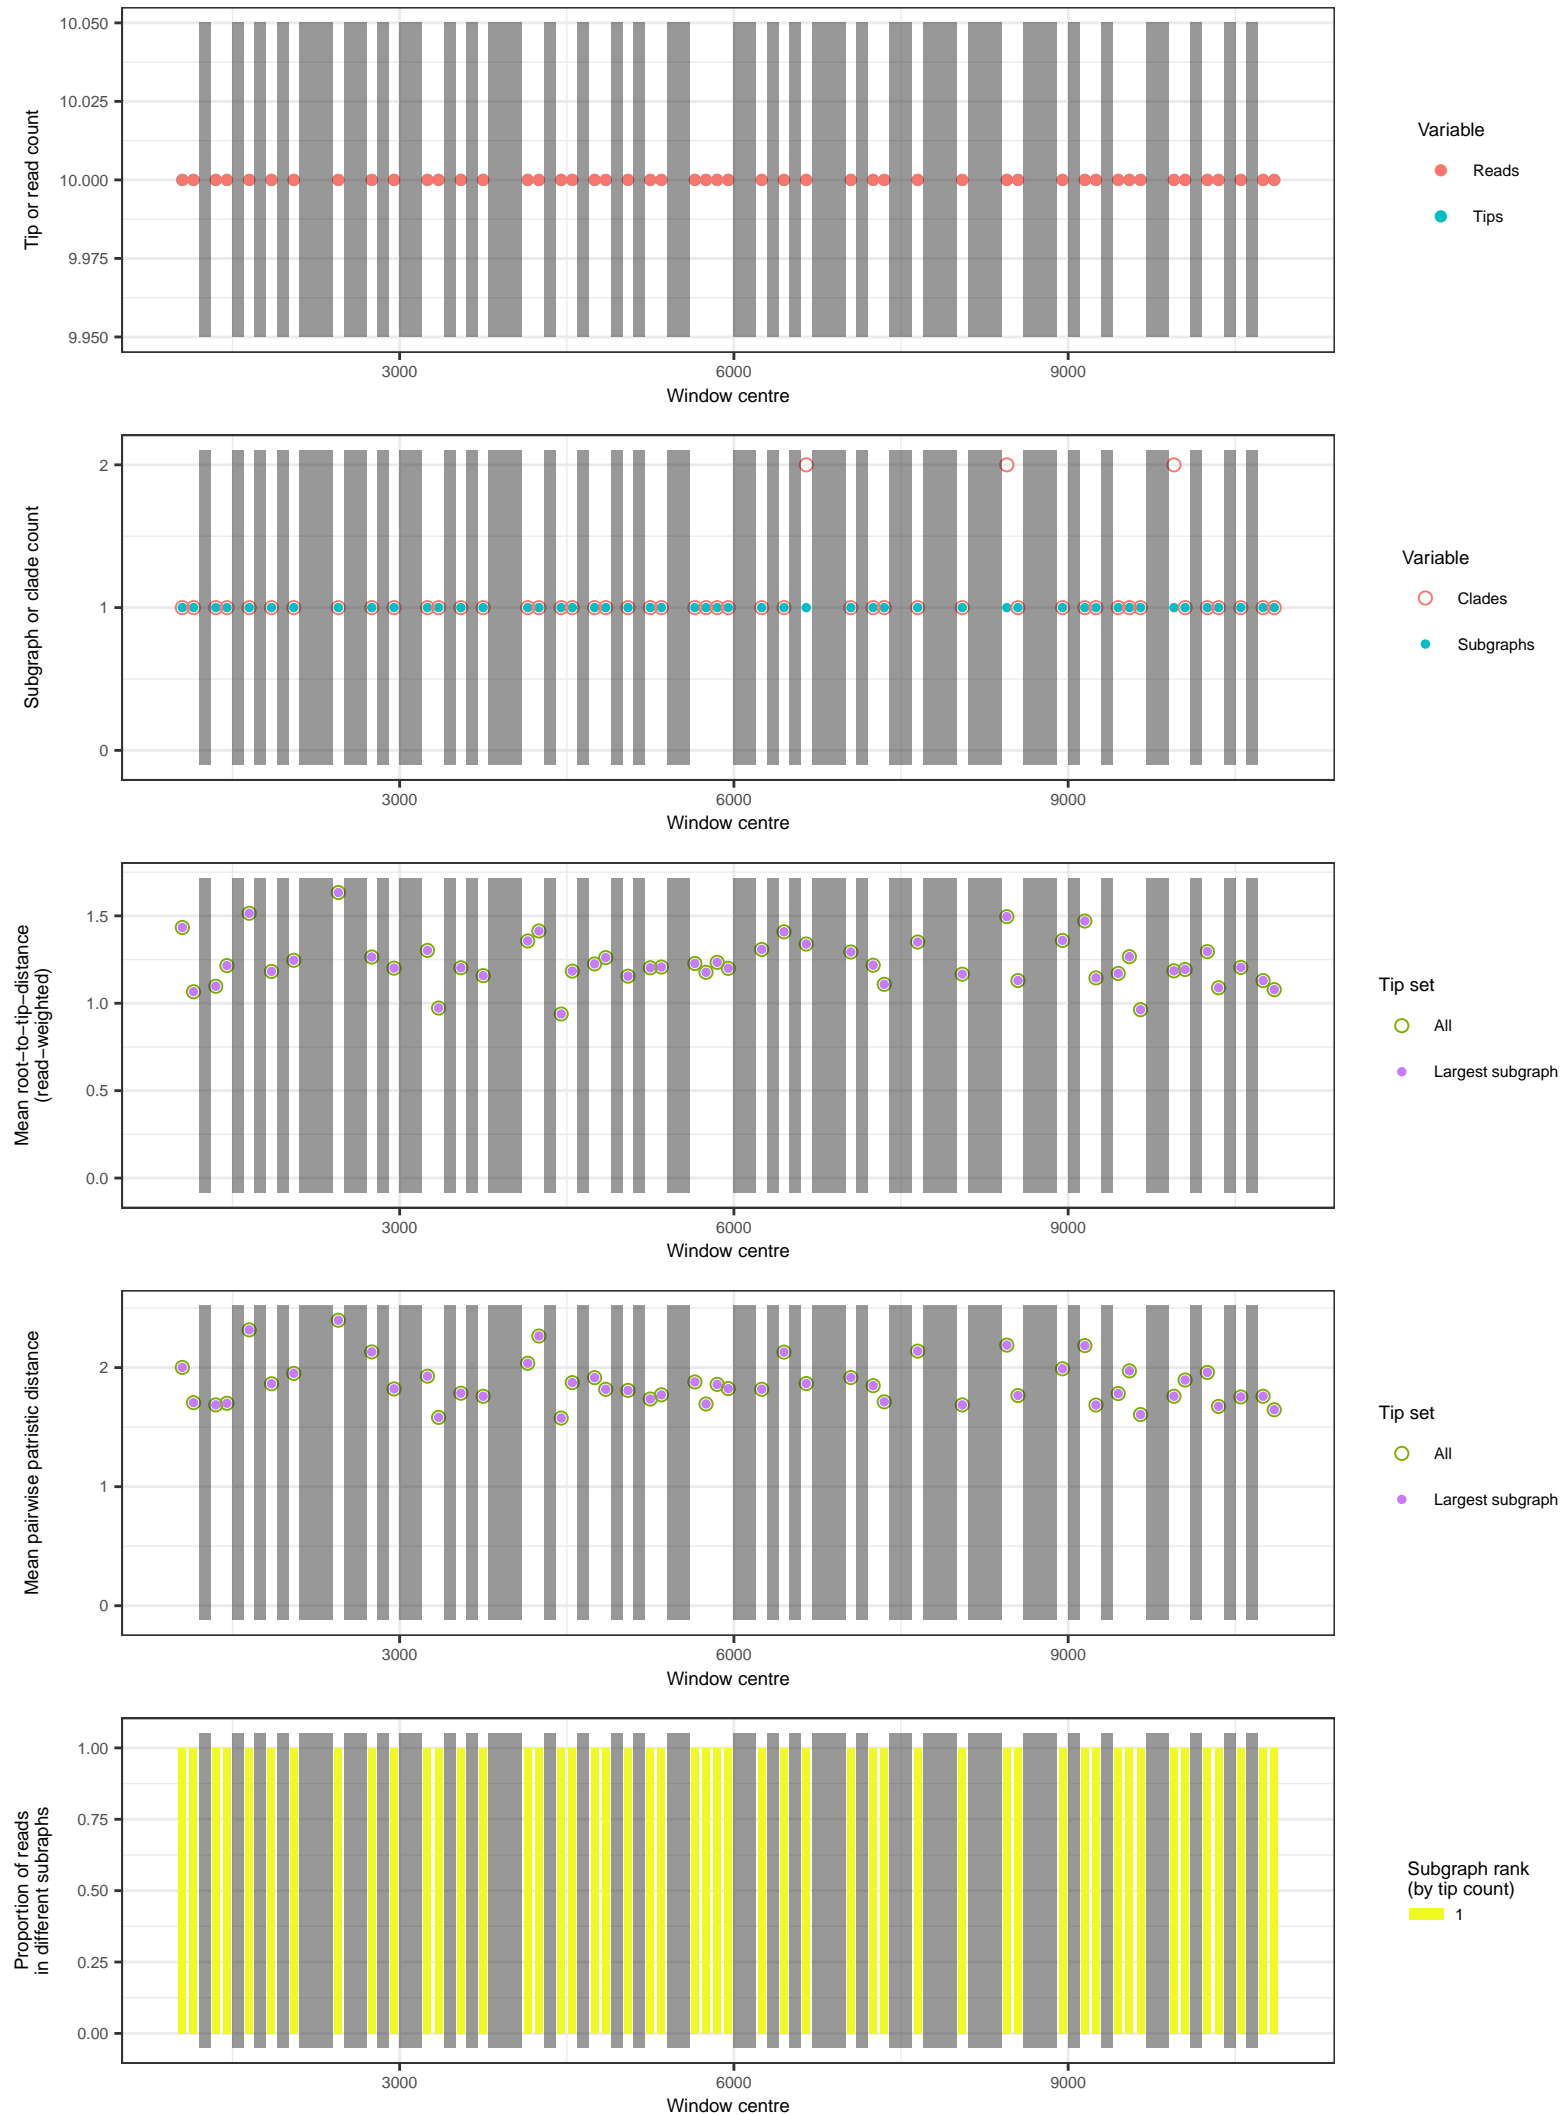 10.050
10.025
10.000
9.975
9.950
Tip or read count
3000
6000
9000
Window centre
Variable
Reads
Tips
2
1
0
Subgraph or clade count
3000
6000
9000
Window centre
Variable
Clades
Subgraphs
1.5
1.0
0.5
0.0
Mean root−to−tip−distance
(read−weighted)
3000
6000
9000
Window centre
Tip set
All
Largest subgraph
2
1
0
Mean pairwise patristic distance
3000
6000
9000
Window centre
Tip set
All
Largest subgraph
1.00
0.75
0.50
0.25
0.00
Proportion of reads
in different subraphs
3000
6000
9000
Window centre
Subgraph rank
(by tip count)
1